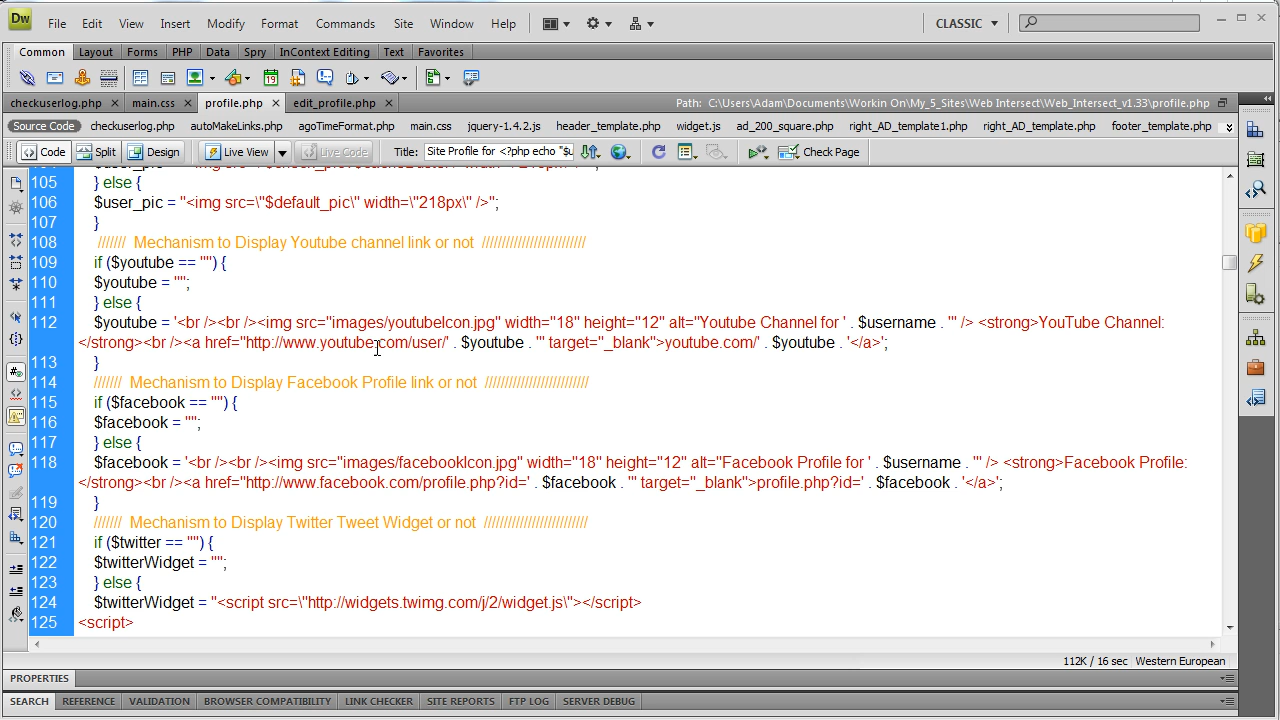 Dw File Edit View Insert Modify Format Commands Site Window Help CLASSIC
Common Layout Forms PHP Data Spry InContext Editing Text Favorites
checkuserlog.php main.css profile.php edit_profile.php Path: C:\Users\Adam\Documents\Workin On\My_5_Sites\Web Intersect\Web_Intersect_v1.33\profile.php
Source Code checkuserlog.php autoMakeLinks.php agoTimeFormat.php main.css jquery-1.4.2.js header_template.php widget.js ad_200_square.php right_AD_template1.php right_AD_template.php footer_template.php
Code Split Design Live View Live Code Title: Site Profile for <?php echo "$u Check Page
105 } else {
106 $user_pic = "<img src=\"$default_pic\" width=\"218px\" />";
107 }
108 /////// Mechanism to Display Youtube channel link or not //////////////////////////
109 if ($youtube == "") {
110 $youtube = "";
111 } else {
112 $youtube = '<br /><br /><img src="images/youtubeIcon.jpg" width="18" height="12" alt="Youtube Channel for ' . $username . '" /> <strong>YouTube Channel:
</strong><br /><a href="http://www.youtube.com/user/' . $youtube . '" target="_blank">youtube.com/' . $youtube . '</a>';
113 }
114 /////// Mechanism to Display Facebook Profile link or not //////////////////////////
115 if ($facebook == "") {
116 $facebook = "";
117 } else {
118 $facebook = '<br /><br /><img src="images/facebookIcon.jpg" width="18" height="12" alt="Facebook Profile for ' . $username . '" /> <strong>Facebook Profile:
</strong><br /><a href="http://www.facebook.com/profile.php?id=' . $facebook . '" target="_blank">profile.php?id=' . $facebook . '</a>';
119 }
120 /////// Mechanism to Display Twitter Tweet Widget or not //////////////////////////
121 if ($twitter == "") {
122 $twitterWidget = "";
123 } else {
124 $twitterWidget = "<script src=\"http://widgets.twimg.com/j/2/widget.js\"></script>
125 <script>
112K / 16 sec Western European
PROPERTIES
SEARCH REFERENCE VALIDATION BROWSER COMPATIBILITY LINK CHECKER SITE REPORTS FTP LOG SERVER DEBUG